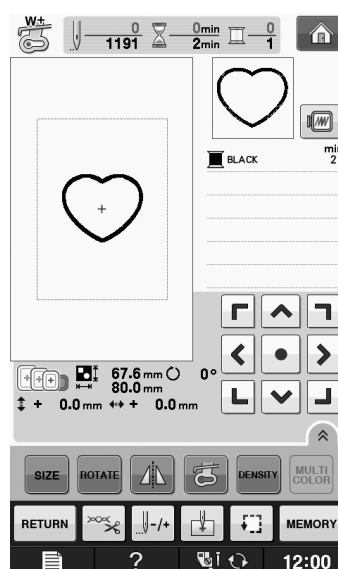 W+ 0 0min 0
1191 2min 1
min
BLACK 2
67.6 mm 0°
80.0 mm
+ 0.0 mm + 0.0 mm
SIZE ROTATE DENSITY MULTI COLOR
RETURN -/+ MEMORY
? 12:00